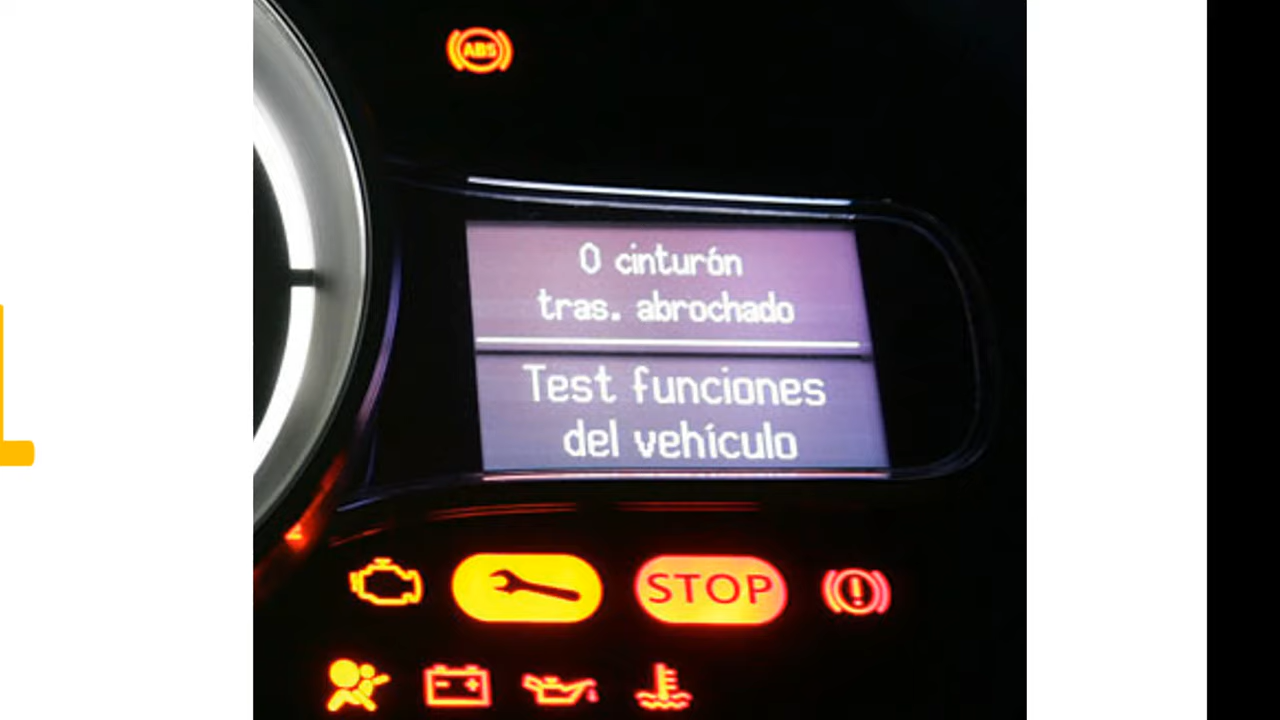 ABS
0 cinturón
tras. abrochado
Test funciones
del vehículo
STOP